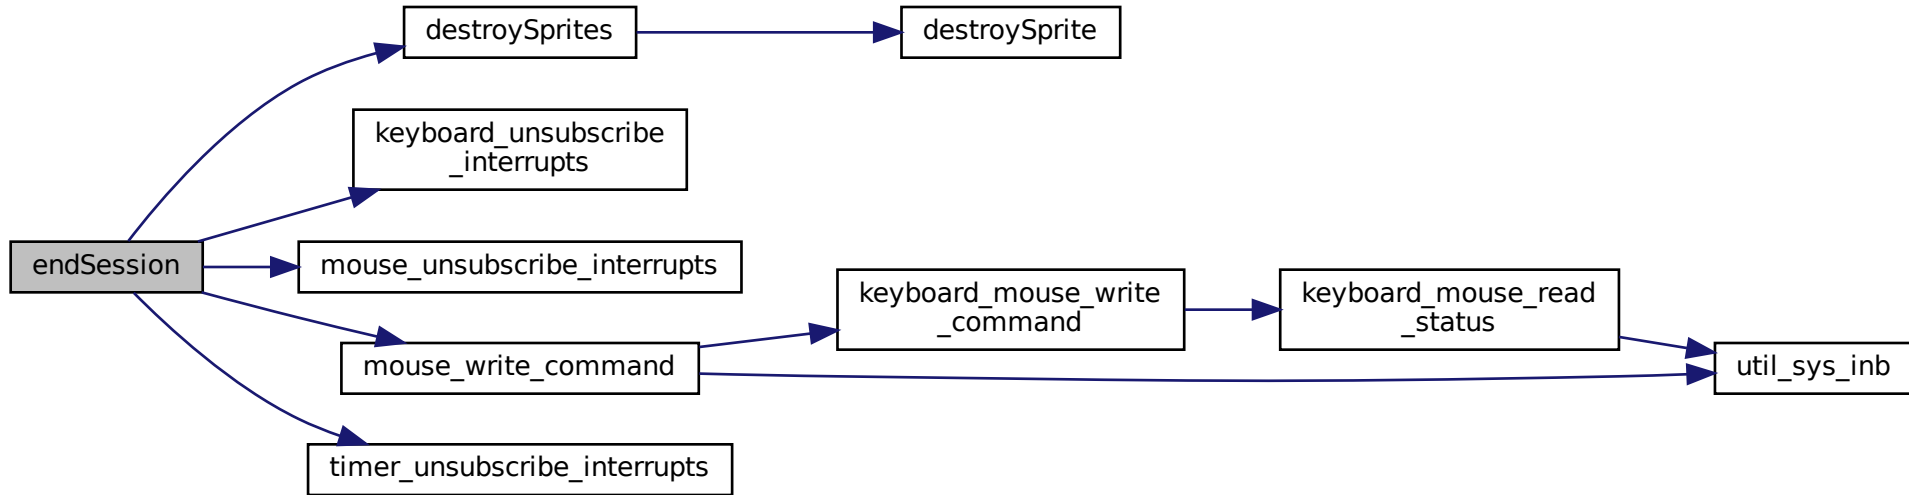 destroySprites
destroySprite
keyboard_unsubscribe
_interrupts
endSession
mouse_unsubscribe_interrupts
keyboard_mouse_write
_command
keyboard_mouse_read
_status
mouse_write_command
util_sys_inb
timer_unsubscribe_interrupts